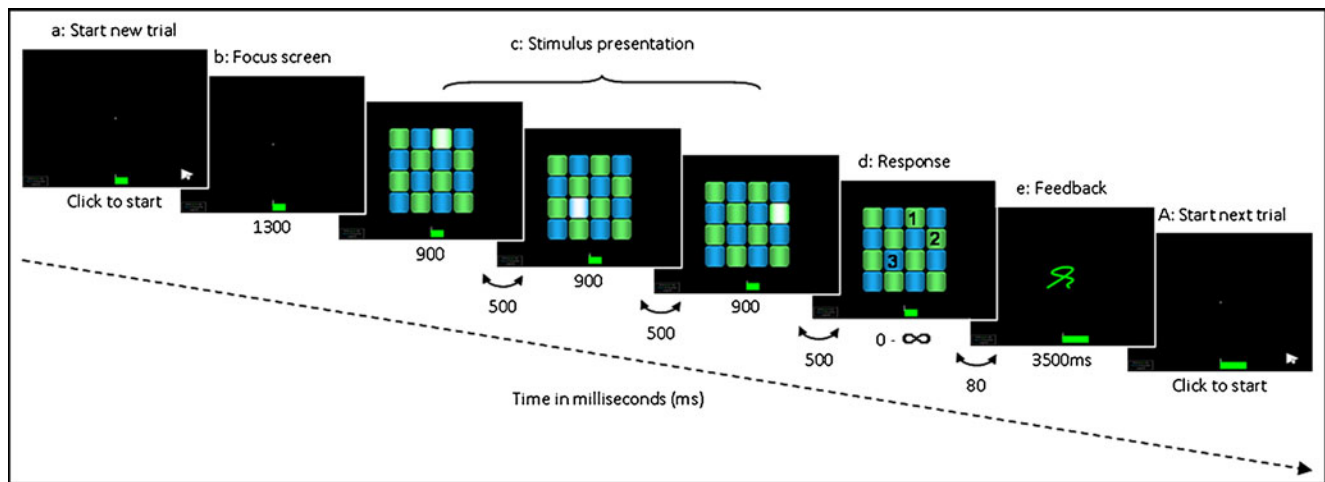 a: Start new trial
b: Focus screen
c: Stimulus presentation
d: Response
e: Feedback
A: Start next trial
1
2
3
Click to start
1300
900
500
900
500
900
500
0 - ∞
80
3500ms
Click to start
Time in milliseconds (ms)